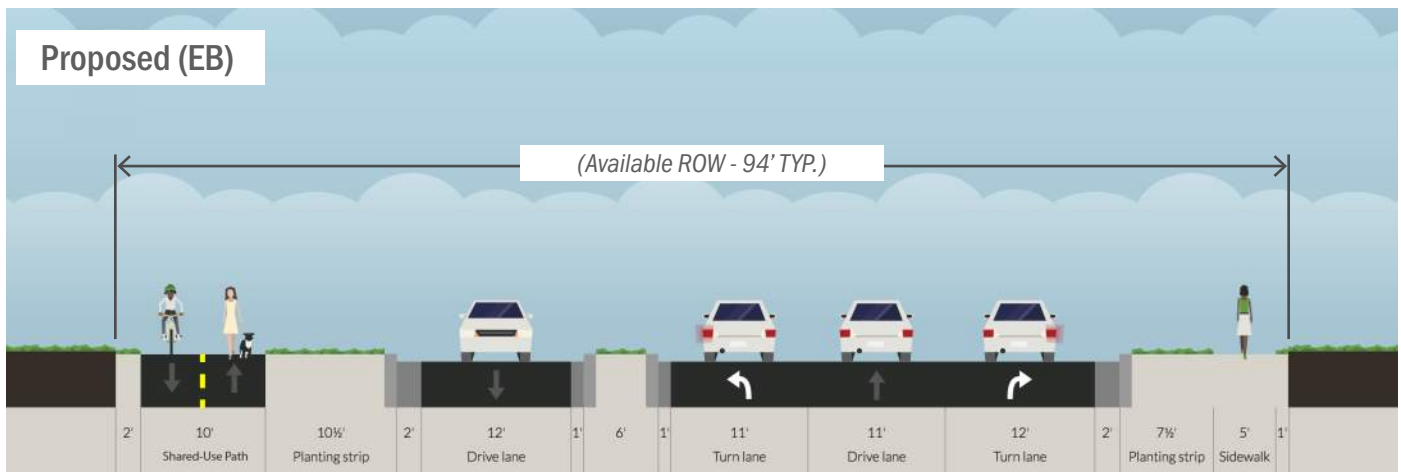 Proposed (EB)
(Available ROW - 94' TYP.)
2' 10' 10½' 2' 12' 1' 6' 1' 11' 11' 12' 2' 7½' 5' 1'
Shared-Use Path Planting strip Drive lane Turn lane Drive lane Turn lane Planting strip Sidewalk